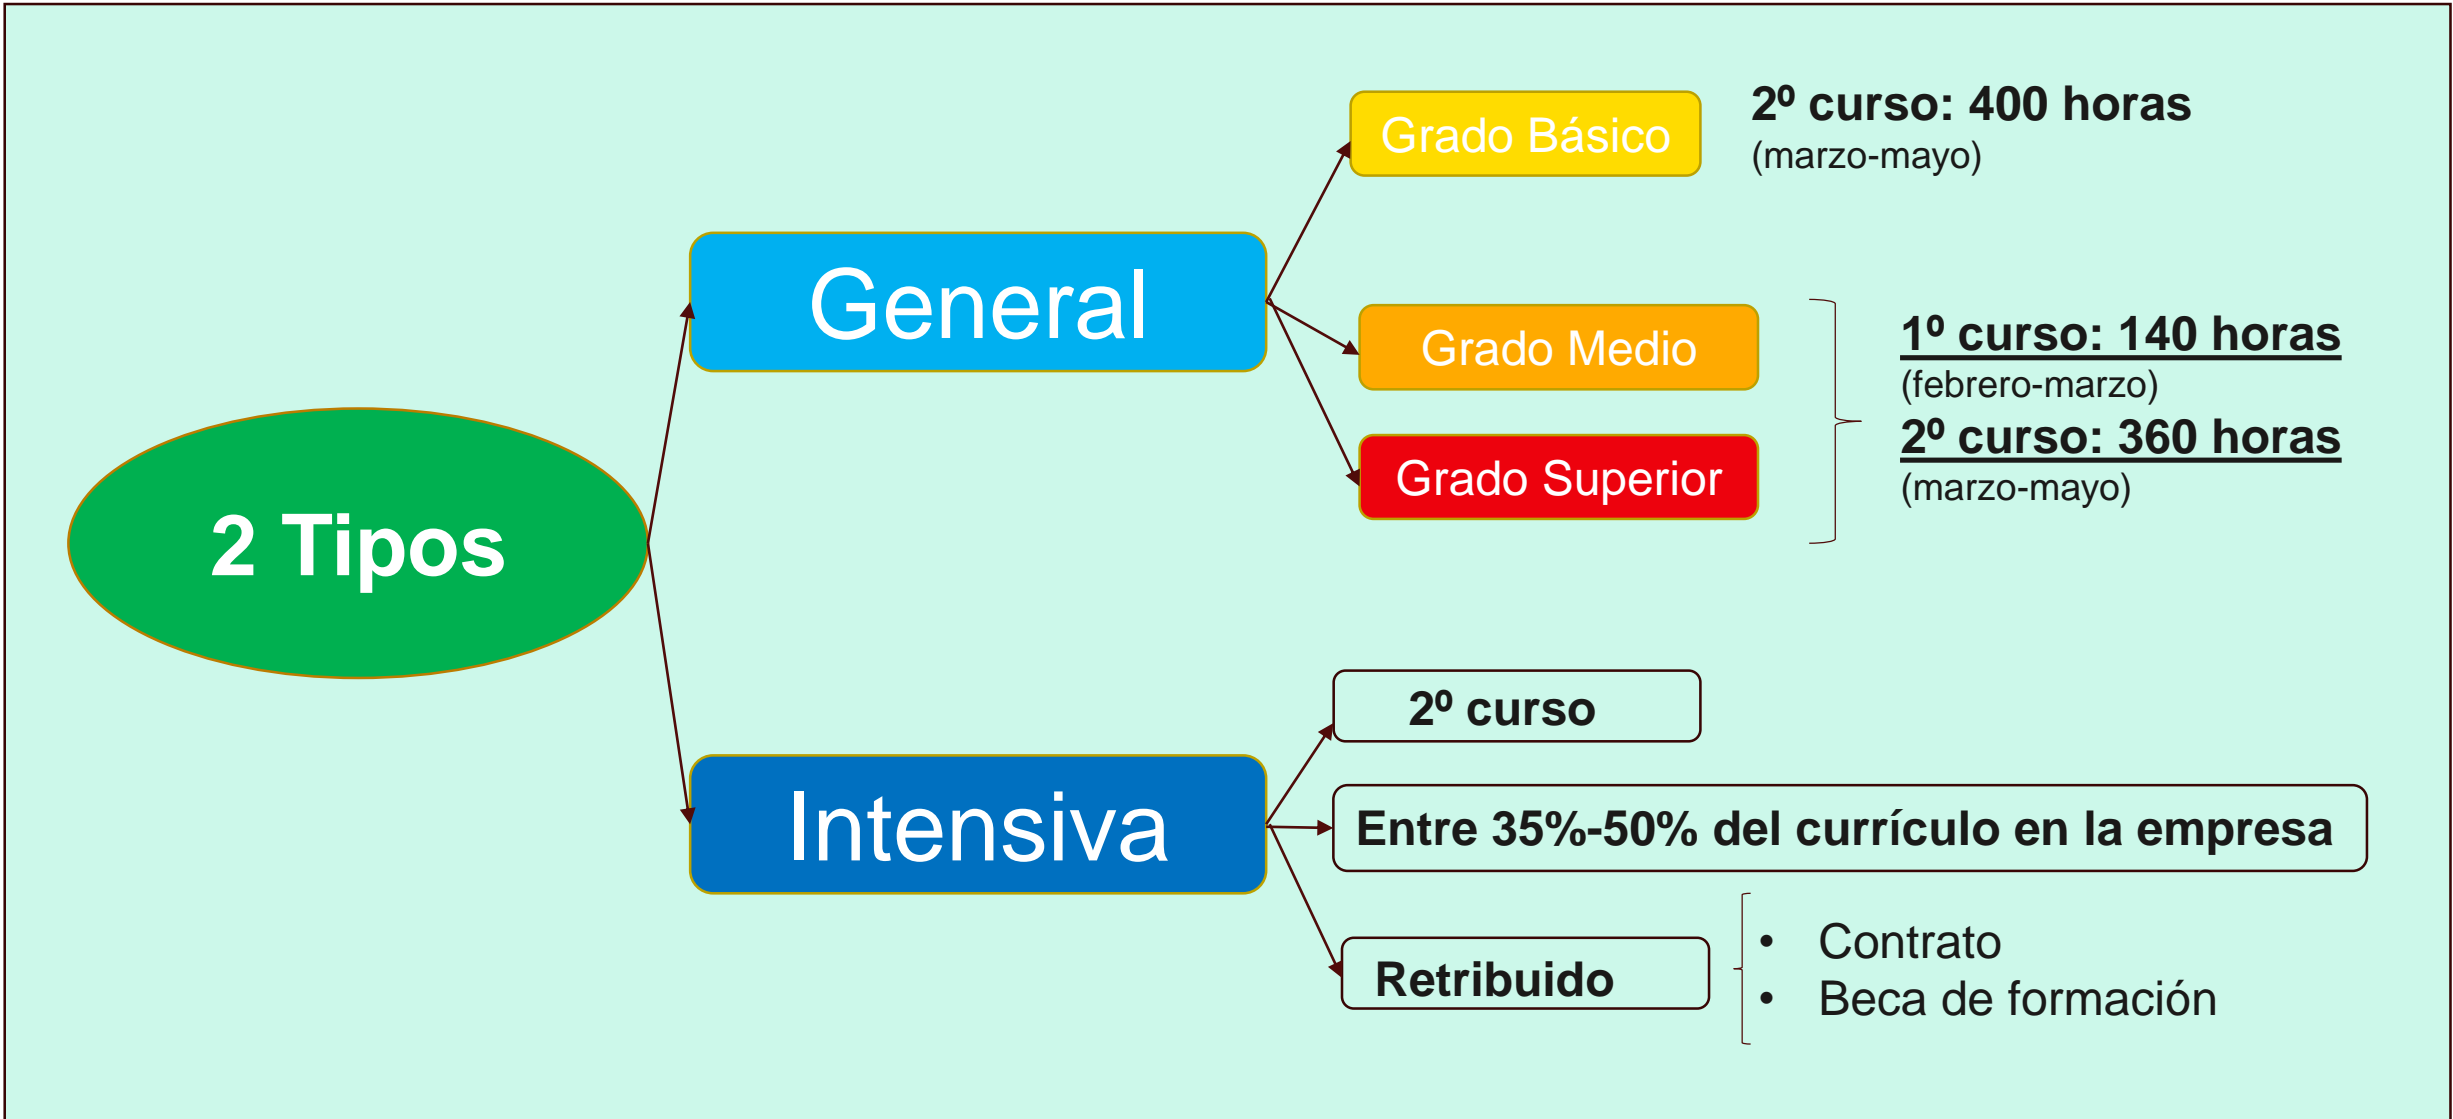 2 Tipos
General
Grado Básico
2º curso: 400 horas
(marzo-mayo)
Grado Medio
Grado Superior
1º curso: 140 horas
(febrero-marzo)
2º curso: 360 horas
(marzo-mayo)
Intensiva
2º curso
Entre 35%-50% del currículo en la empresa
Retribuido
• Contrato
• Beca de formación